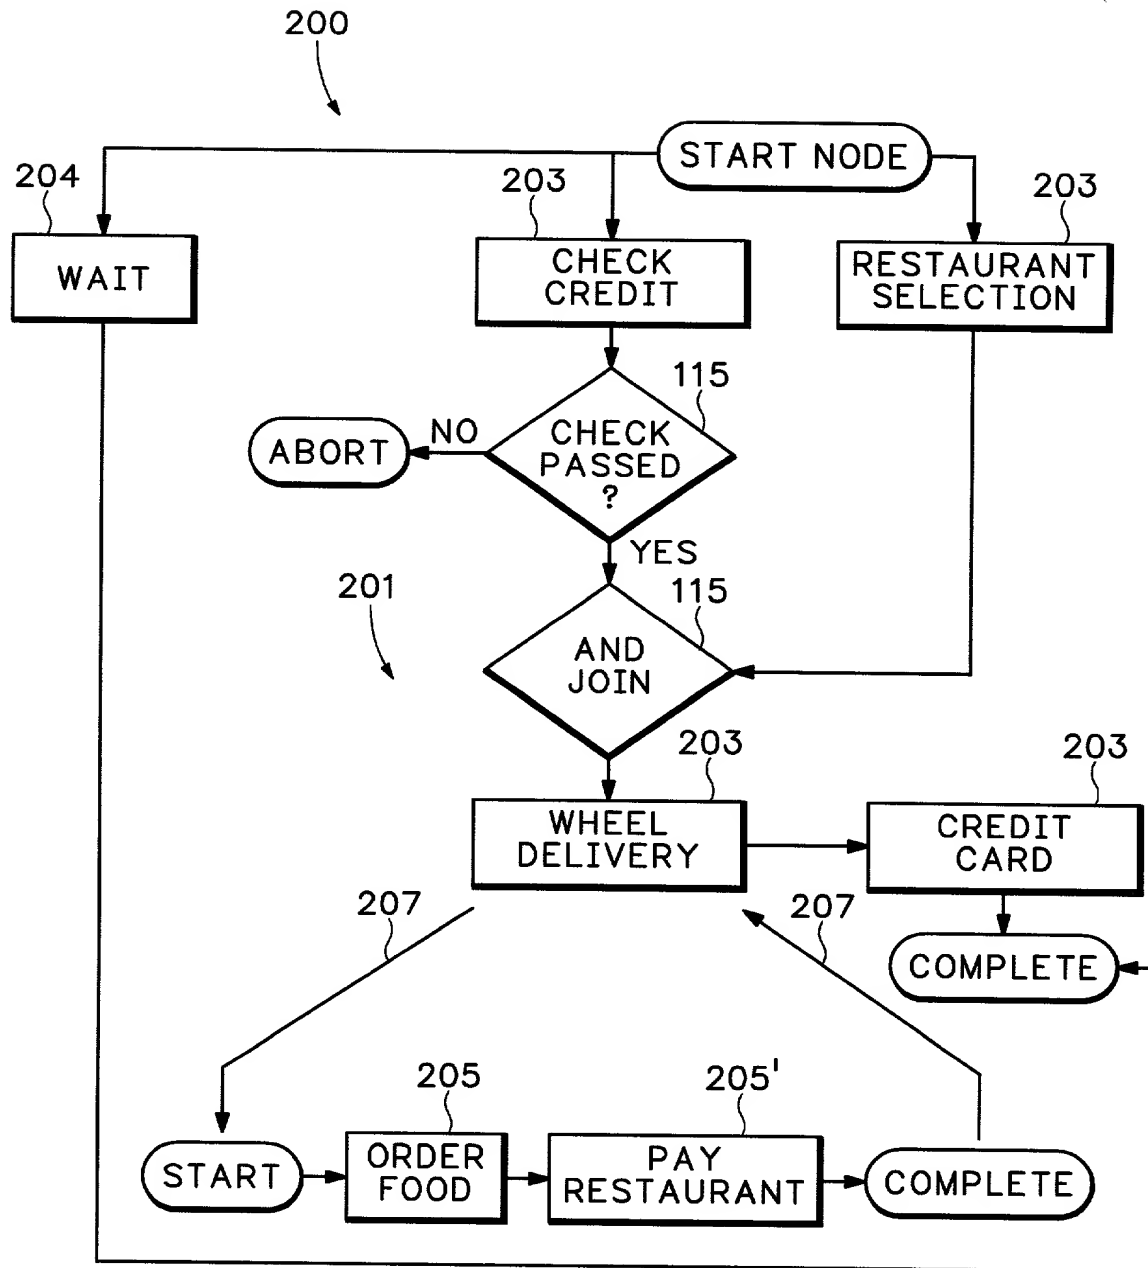 200
START NODE
204
WAIT
203
CHECK
CREDIT
203
RESTAURANT
SELECTION
115
CHECK
PASSED
?
NO
ABORT
YES
201
115
AND
JOIN
203
WHEEL
DELIVERY
203
CREDIT
CARD
207
207
COMPLETE
START
205
ORDER
FOOD
205'
PAY
RESTAURANT
COMPLETE